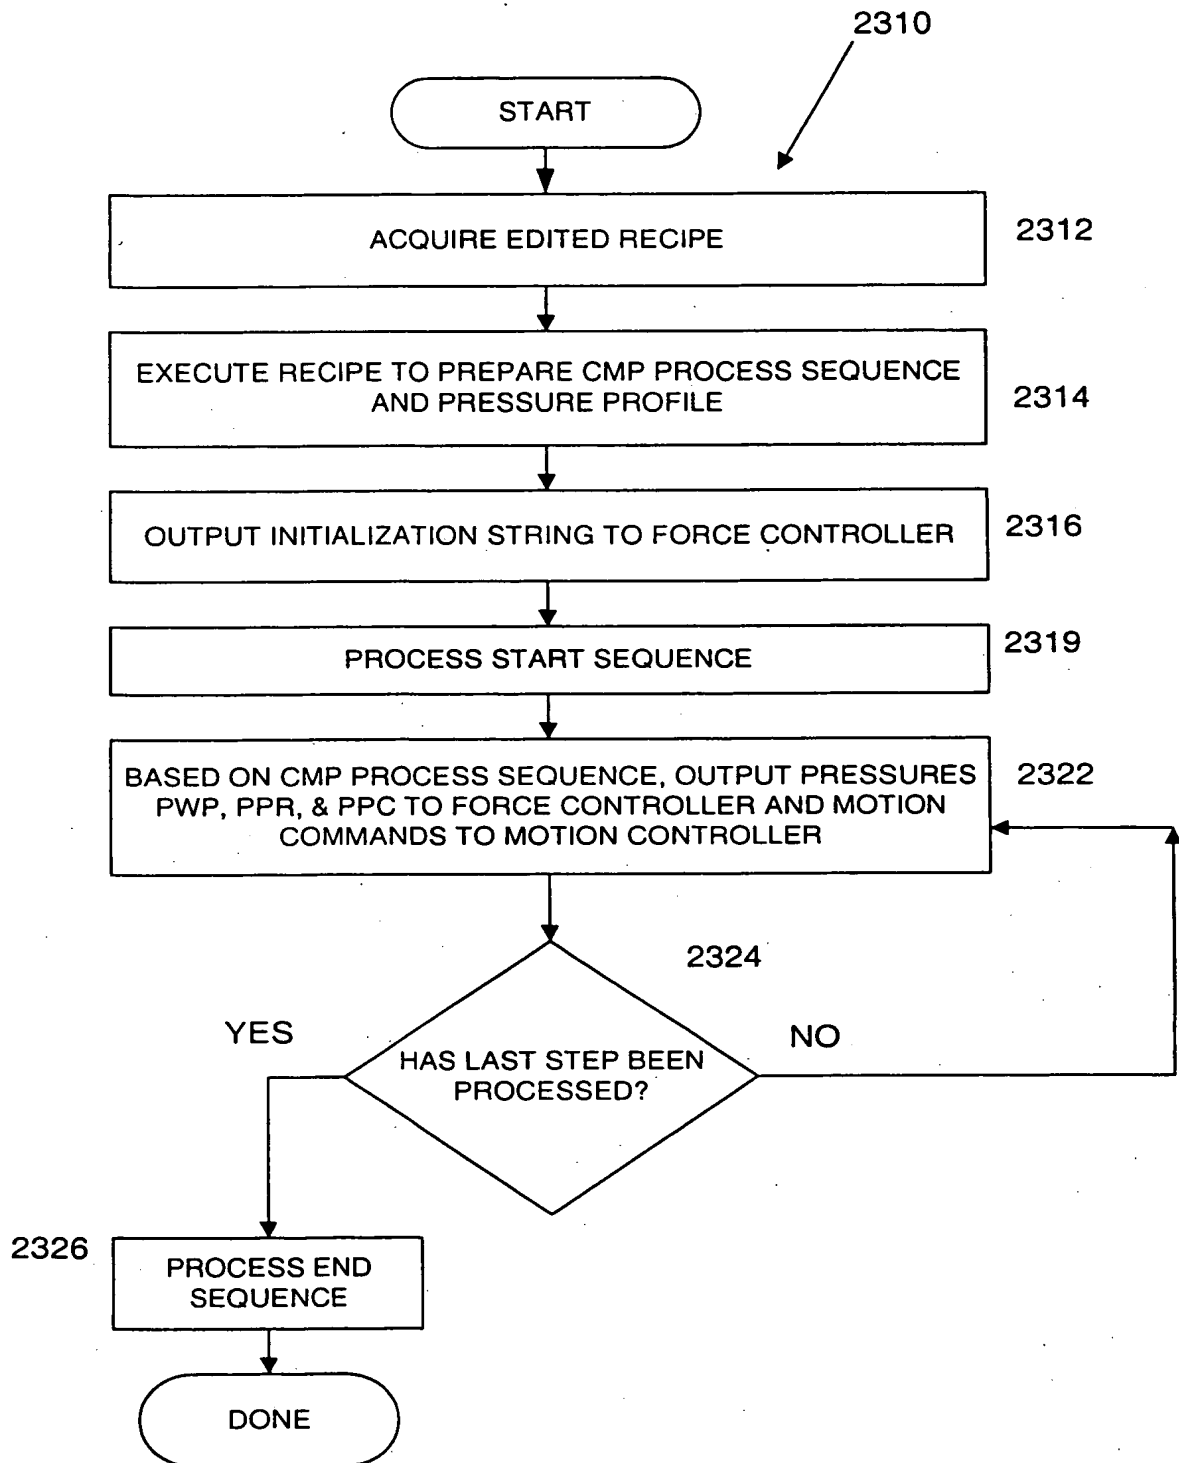 2310
START
ACQUIRE EDITED RECIPE
2312
EXECUTE RECIPE TO PREPARE CMP PROCESS SEQUENCE
AND PRESSURE PROFILE
2314
OUTPUT INITIALIZATION STRING TO FORCE CONTROLLER
2316
PROCESS START SEQUENCE
2319
BASED ON CMP PROCESS SEQUENCE, OUTPUT PRESSURES
PWP, PPR, & PPC TO FORCE CONTROLLER AND MOTION
COMMANDS TO MOTION CONTROLLER
2322
2324
YES
NO
HAS LAST STEP BEEN
PROCESSED?
2326
PROCESS END
SEQUENCE
DONE